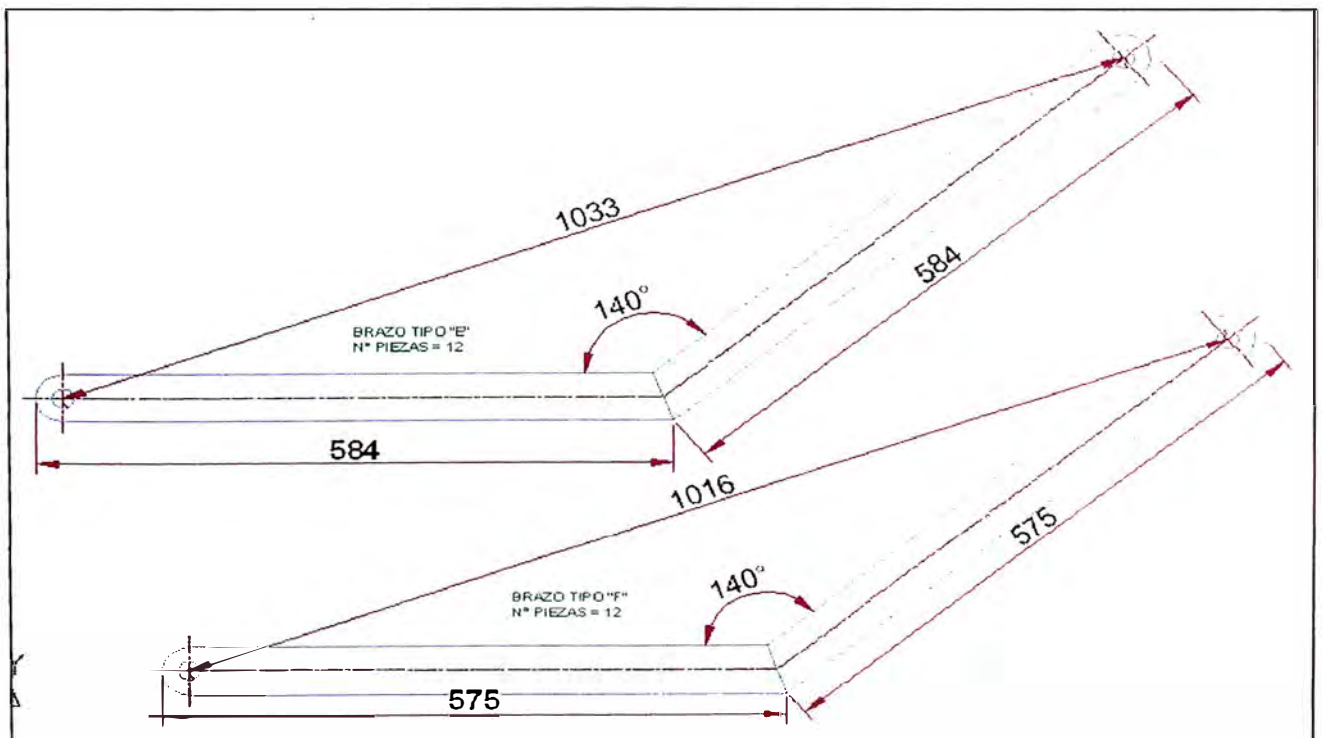 1033
584
140°
BRAZO TIPO "E"
N° PIEZAS = 12
584
1016
575
140°
BRAZO TIPO "F"
N° PIEZAS = 12
575